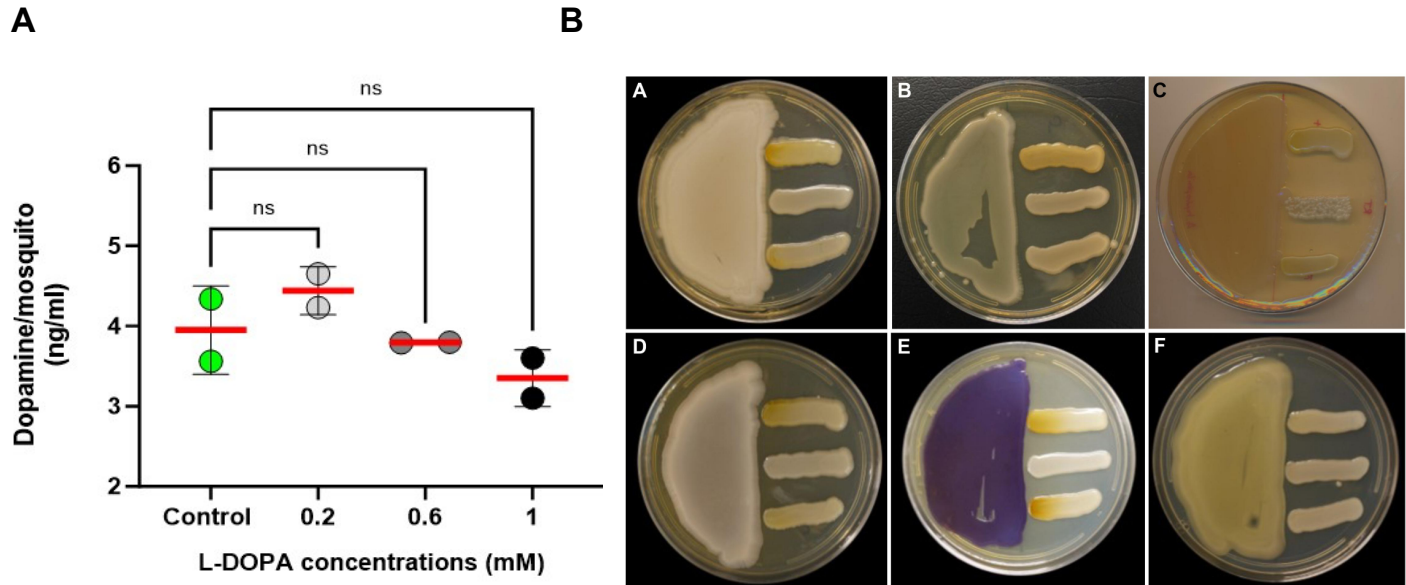 A
B
ns
ns
ns
6
5
4
3
2
Dopamine/mosquito
(ng/ml)
Control
0.2
0.6
1
L-DOPA concentrations (mM)
A
B
C
D
E
F